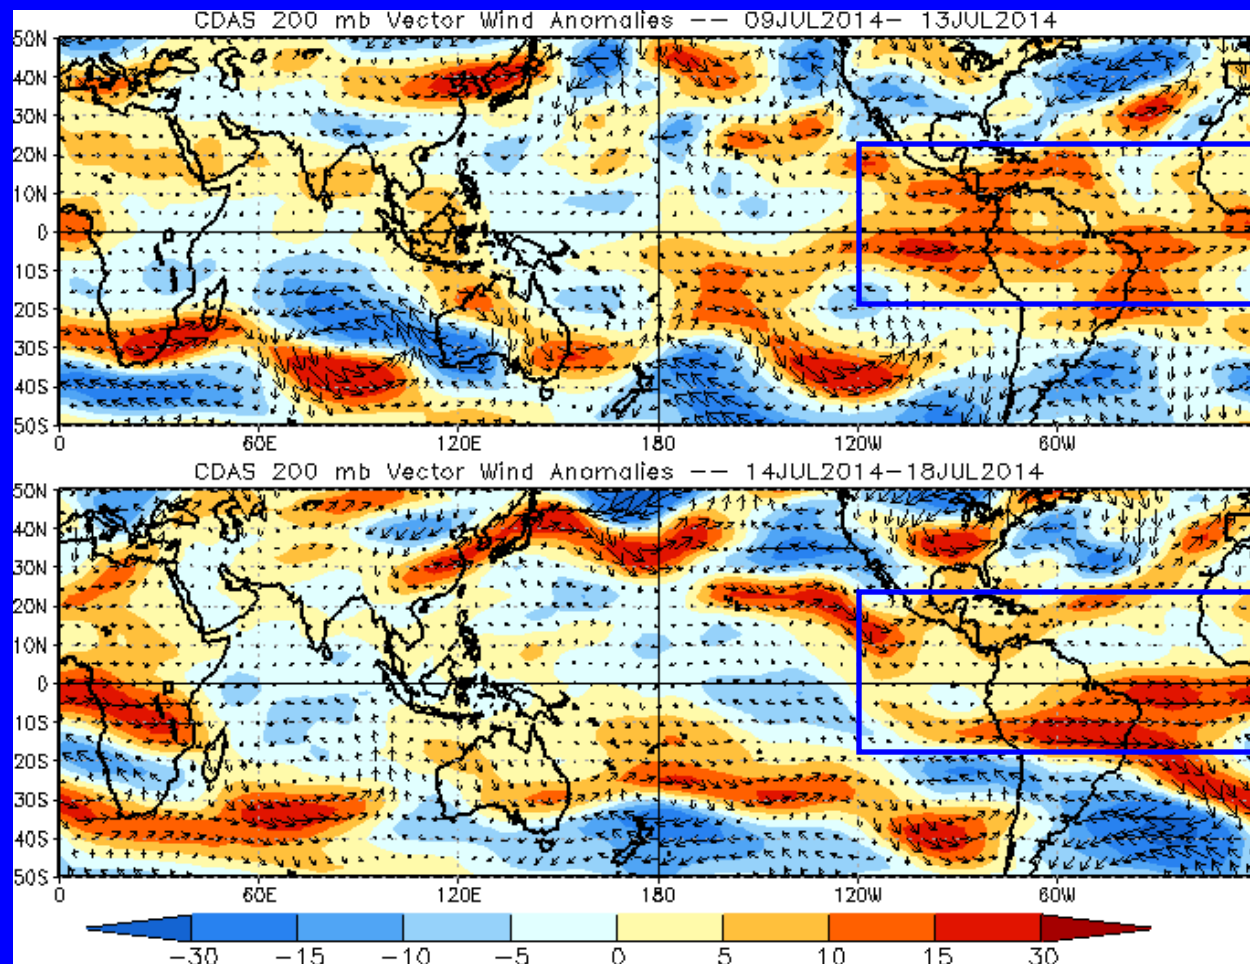 CDAS 200 mb Vector Wind Anomalies -- 09JUL2014- 13JUL2014
50N
40N
30N
20N
10N
0
10S
20S
30S
40S
50S
0 60E 120E 180 120W 60W
CDAS 200 mb Vector Wind Anomalies -- 14JUL2014-18JUL2014
50N
40N
30N
20N
10N
0
10S
20S
30S
40S
50S
0 60E 120E 180 120W 60W
-30 -15 -10 -5 0 5 10 15 30